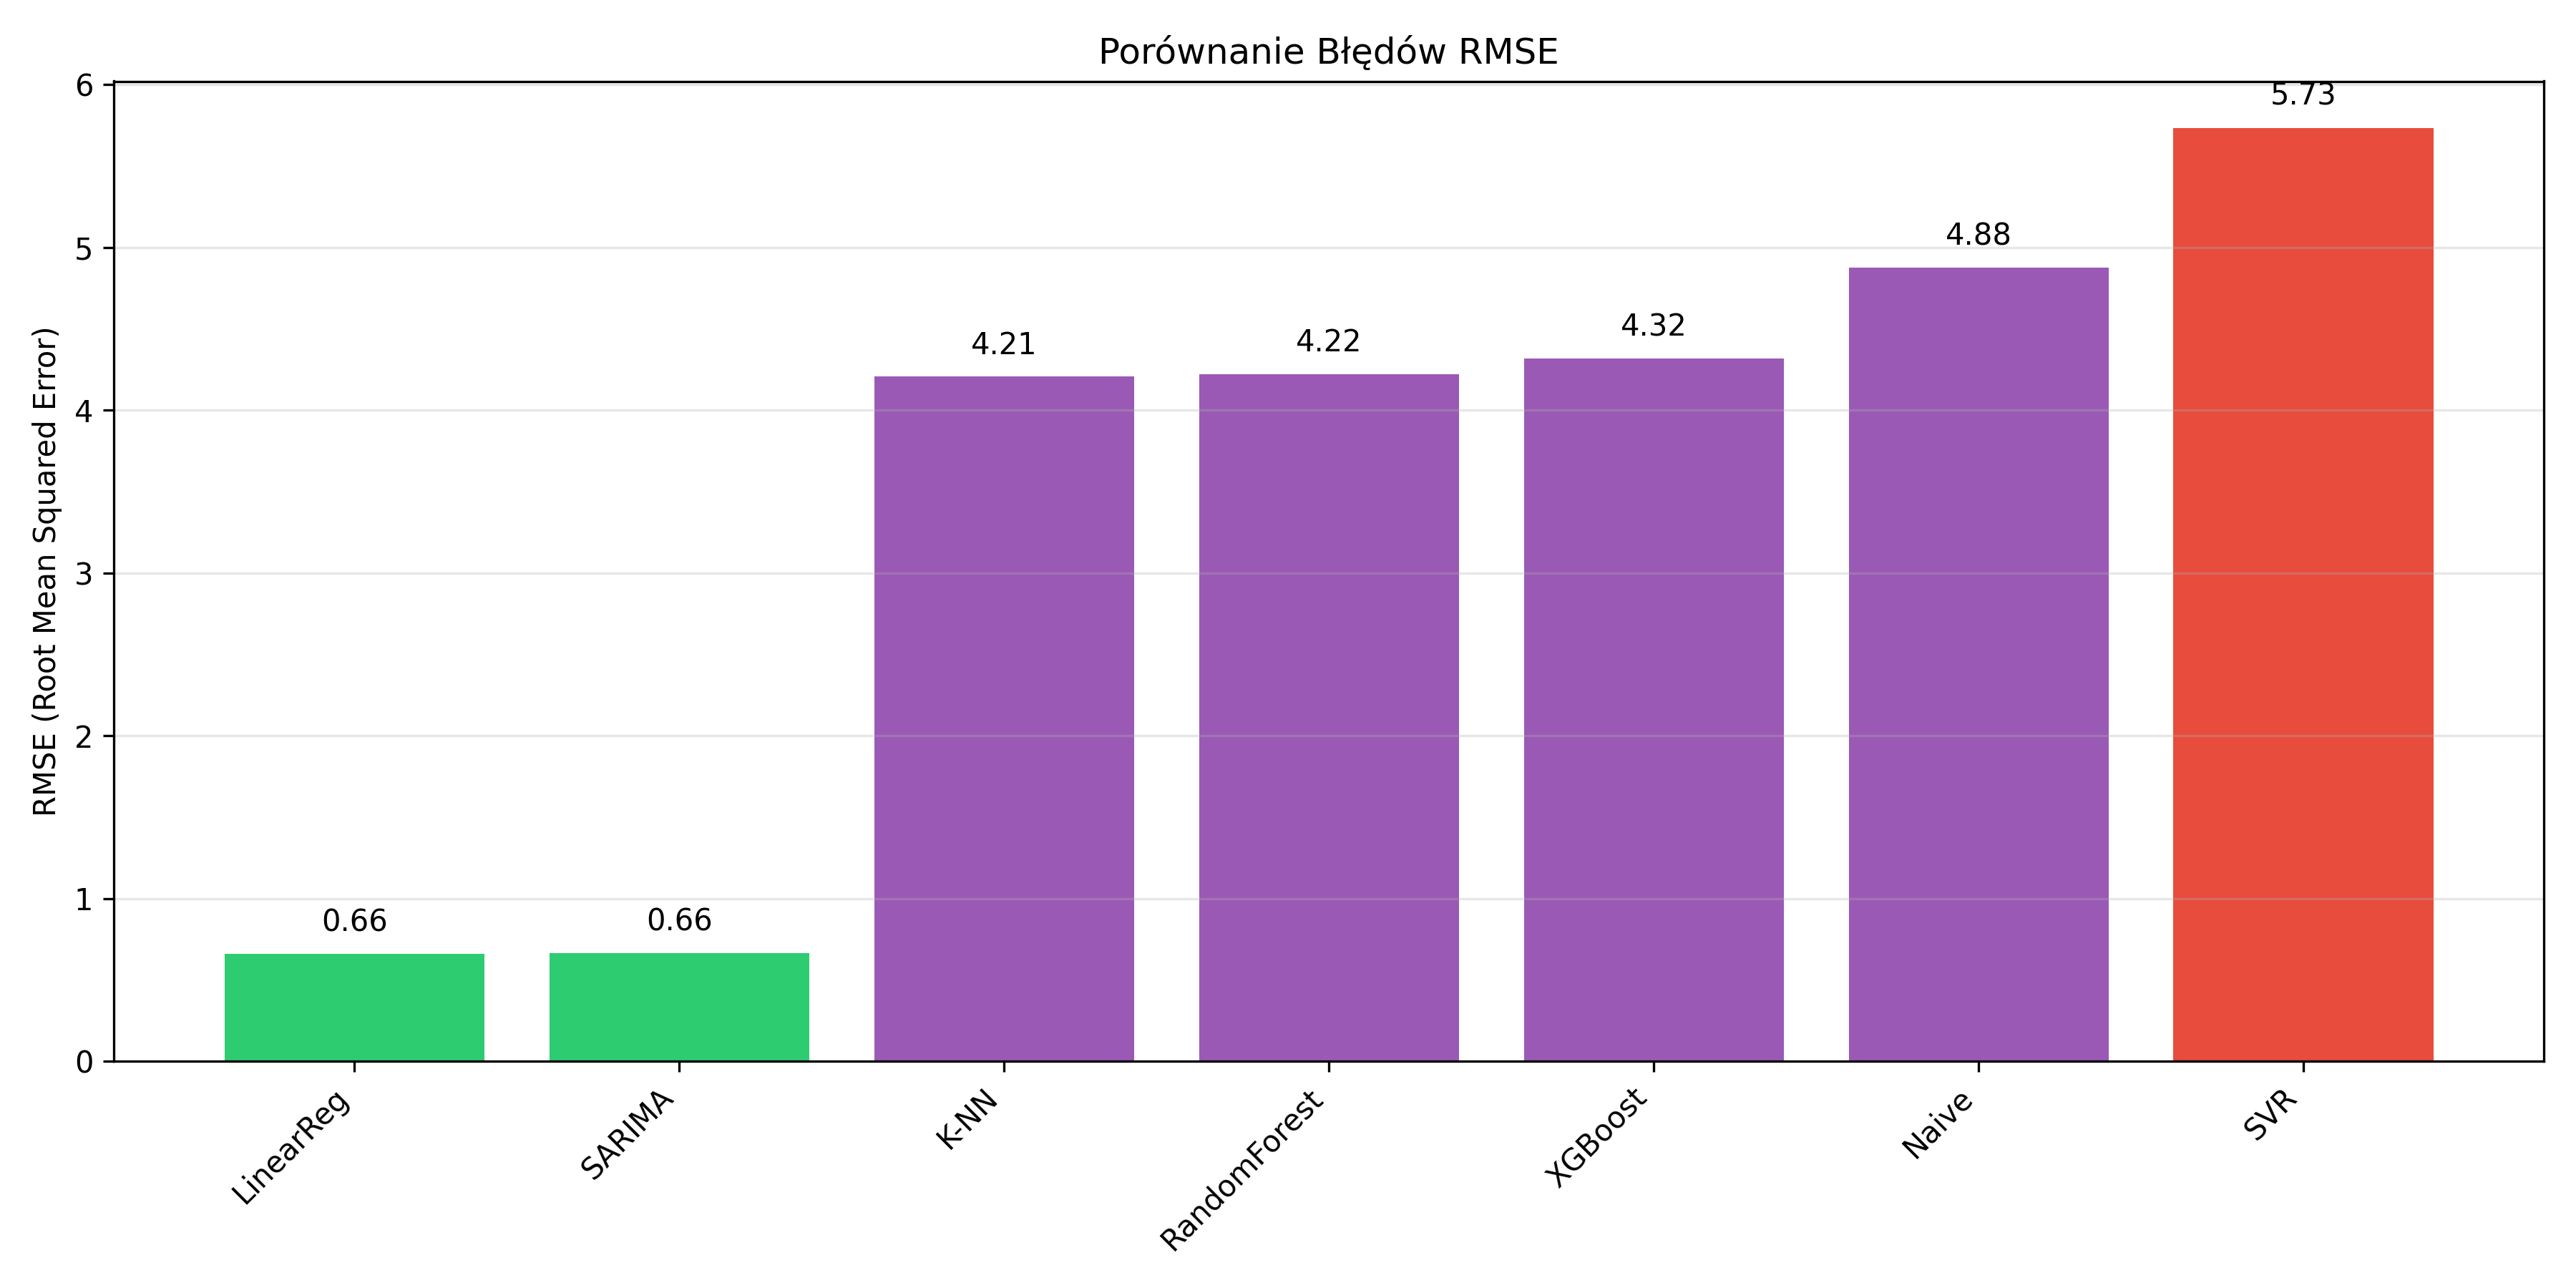 Porównanie Błędów RMSE
RMSE (Root Mean Squared Error)
6
5
4
3
2
1
0
0.66
0.66
4.21
4.22
4.32
4.88
5.73
LinearReg
SARIMA
K-NN
RandomForest
XGBoost
Naive
SVR